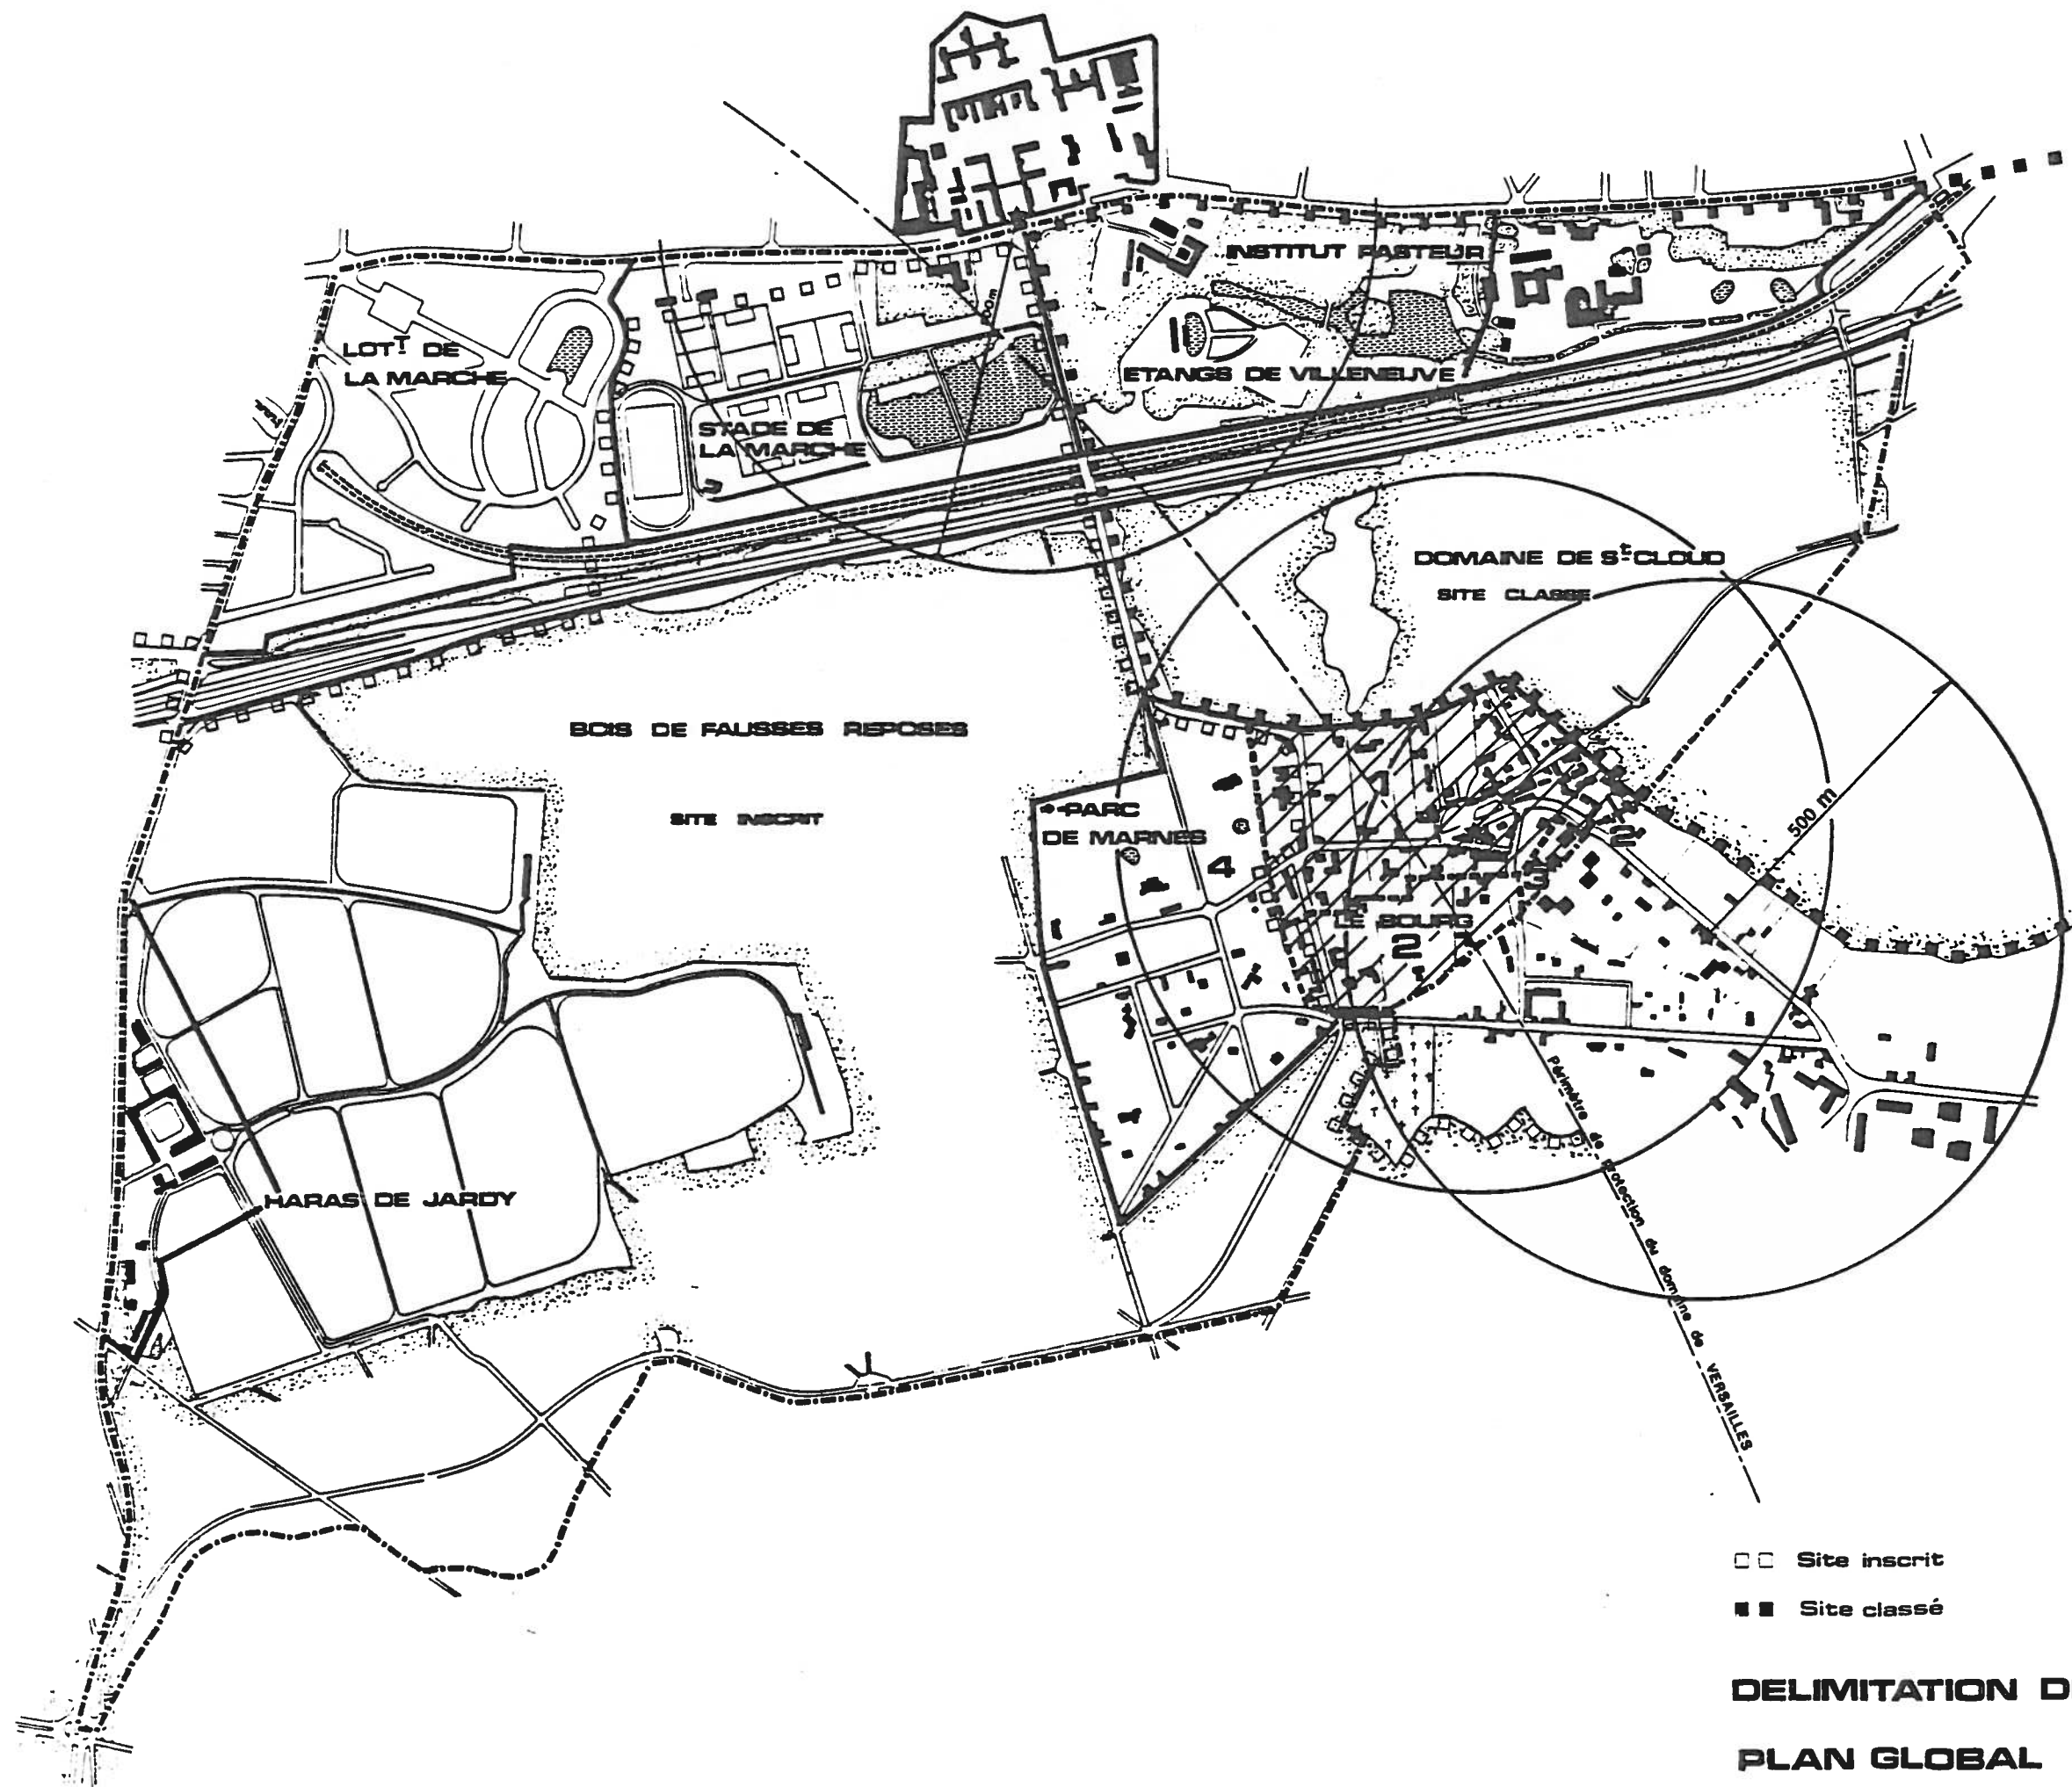 INSTITUT PASTEUR
LOT^T DE
LA MARCHE
ETANGS DE VILLENEUVE
STADE DE
LA MARCHE
DOMAINE DE S^t CLOUD
SITE CLASSE
BOIS DE FAUSSES REPOSES
SITE INSCRIT
PARC
DE MARNES
500 m
1
2
4
3
LE BOURG
2
HARAS DE JARDY
Périmètre de Protection du domaine de VERSAILLES
□ □ Site inscrit
■ ■ Site classé
DELIMITATION D
PLAN GLOBAL